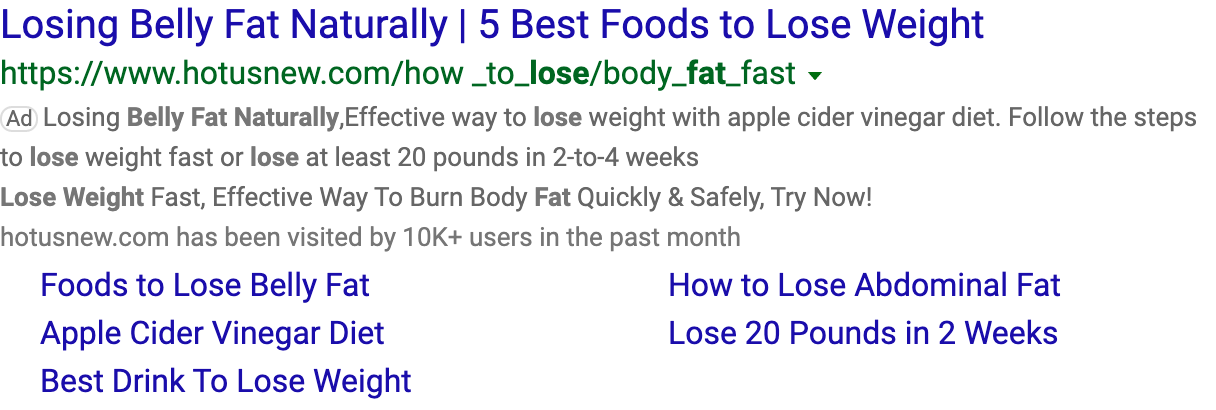 Losing Belly Fat Naturally | 5 Best Foods to Lose Weight
https://www.hotusnew.com/how _to_lose/body_fat_fast
Ad Losing Belly Fat Naturally,Effective way to lose weight with apple cider vinegar diet. Follow the steps
to lose weight fast or lose at least 20 pounds in 2-to-4 weeks
Lose Weight Fast, Effective Way To Burn Body Fat Quickly & Safely, Try Now!
hotusnew.com has been visited by 10K+ users in the past month
Foods to Lose Belly Fat
How to Lose Abdominal Fat
Apple Cider Vinegar Diet
Lose 20 Pounds in 2 Weeks
Best Drink To Lose Weight